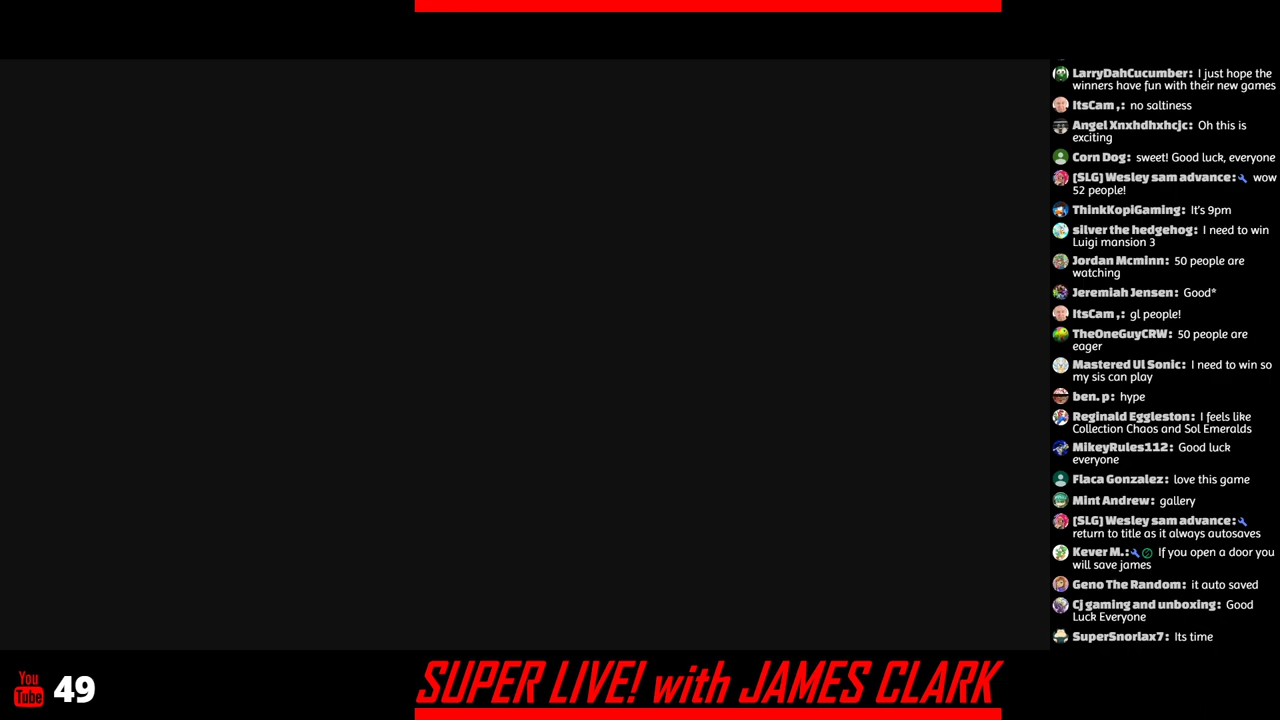 LarryDahCucumber: I just hope the
winners have fun with their new games
ItsCam ,: no saltiness
Angel Xnxhdhxhcjc: Oh this is
exciting
Corn Dog: sweet! Good luck, everyone
[SLG] Wesley sam advance: wow
52 people!
ThinkKopiGaming: It's 9pm
silver the hedgehog: I need to win
Luigi mansion 3
Jordan Mcminn: 50 people are
watching
Jeremiah Jensen: Good*
ItsCam ,: gl people!
TheOneGuyCRW: 50 people are
eager
Mastered Ul Sonic: I need to win so
my sis can play
ben. p: hype
Reginald Eggleston: I feels like
Collection Chaos and Sol Emeralds
MikeyRules112: Good luck
everyone
Flaca Gonzalez: love this game
Mint Andrew: gallery
[SLG] Wesley sam advance:
return to title as it always autosaves
Kever M.: If you open a door you
will save james
Geno The Random: it auto saved
Cj gaming and unboxing: Good
Luck Everyone
SuperSnorlax7: Its time
You
Tube
49
SUPER LIVE! with JAMES CLARK